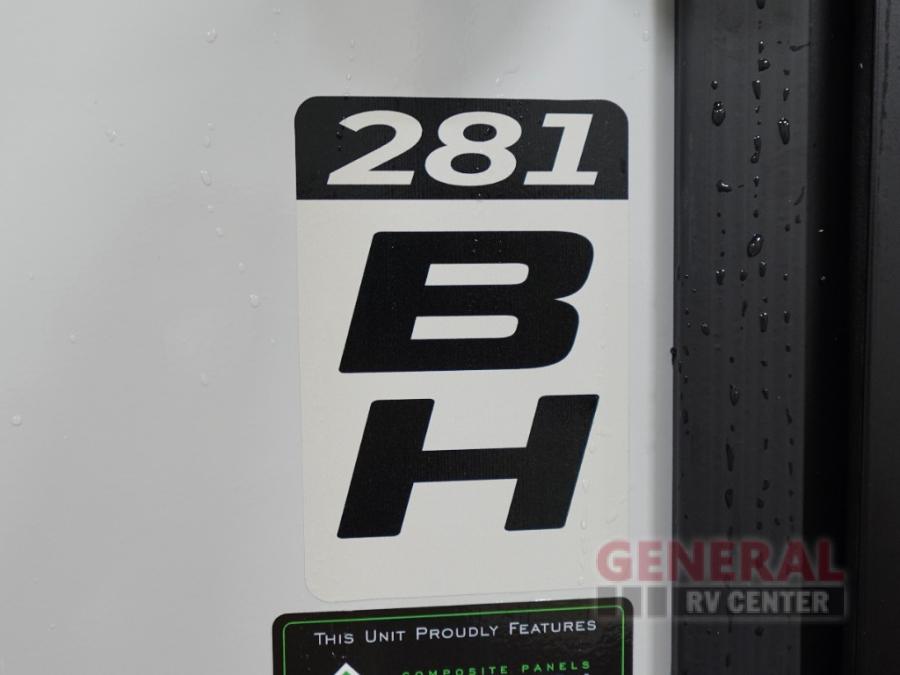 281
B
H
THIS UNIT PROUDLY FEATURES
COMPOSITE PANELS
GENERAL
RV CENTER